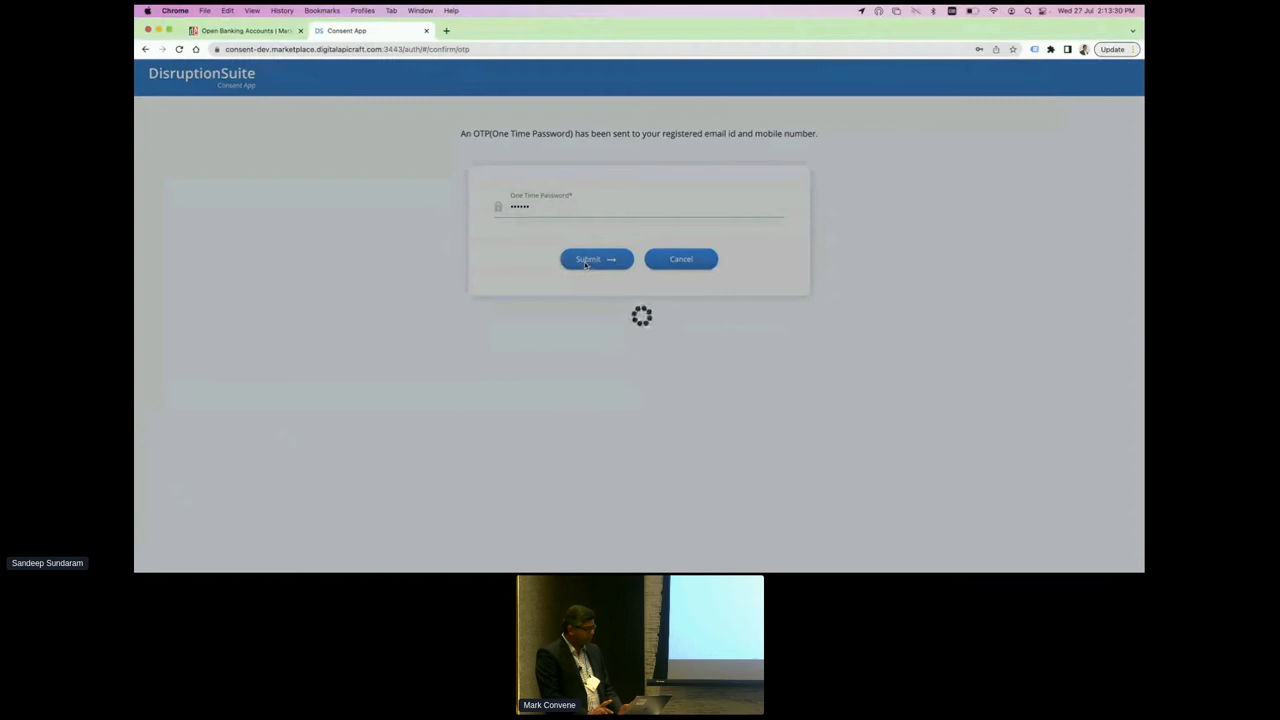 Chrome File Edit View History Bookmarks Profiles Tab Window Help
Wed 27 Jul 2:13:30 PM
Open Banking Accounts | Mar
DS Consent App
consent-dev.marketplace.digitalapicraft.com:3443/auth/#/confirm/otp
Update
DisruptionSuite
Consent App
An OTP(One Time Password) has been sent to your registered email id and mobile number.
One Time Password*
Submit
Cancel
Sandeep Sundaram
Mark Convene